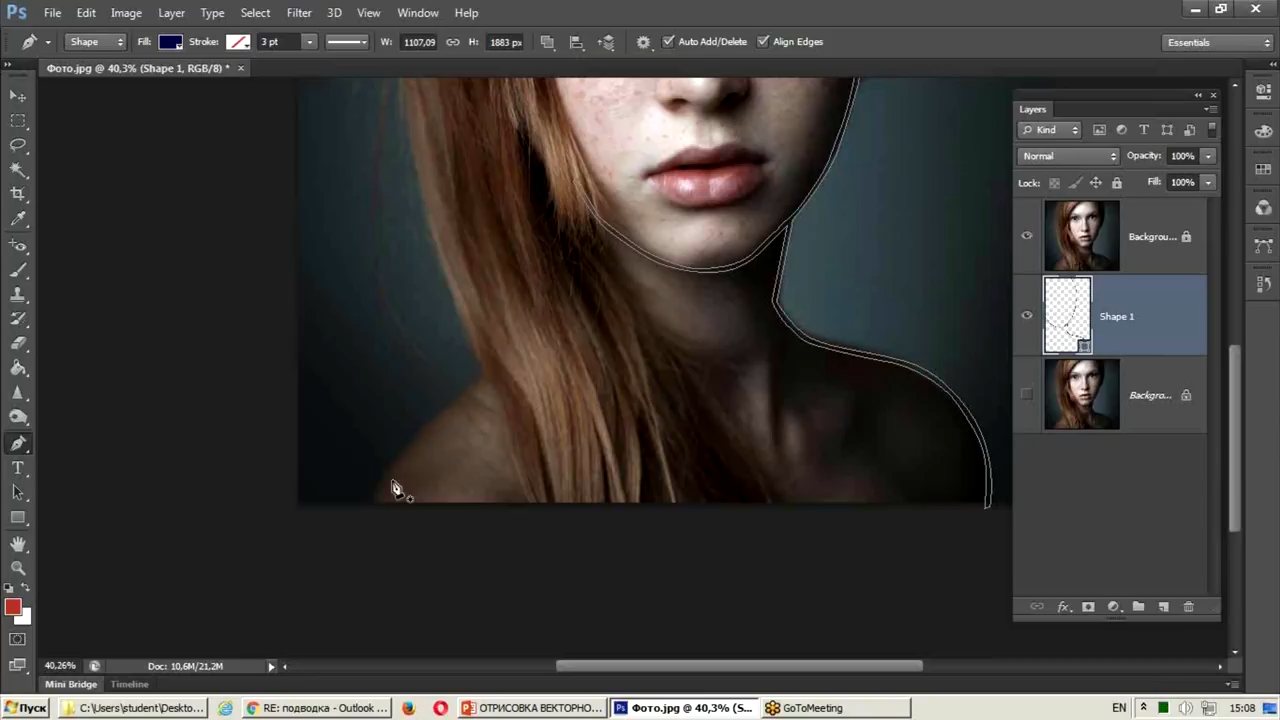 Ps File Edit Image Layer Type Select Filter 3D View Window Help
Shape Fill: Stroke: 3 pt W: 1107,09 H: 1883 px Auto Add/Delete Align Edges Essentials
Фото.jpg @ 40,3% (Shape 1, RGB/8) *
Layers
Kind
Normal Opacity: 100%
Lock: Fill: 100%
Backgrou...
Shape 1
Backgro...
40,26% Doc: 10,6M/21,2M
Mini Bridge Timeline
Пуск C:\Users\student\Deskto... RE: подводка - Outlook ... ОТРИСОВКА ВЕКТОРНО... Фото.jpg @ 40,3% (S... GoToMeeting EN 15:08